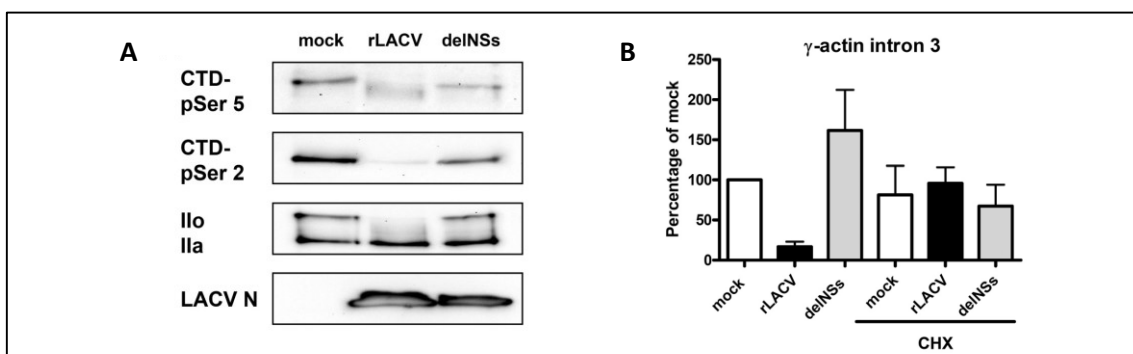 A
mock rLACV delNSs
CTD-
pSer 5
CTD-
pSer 2
IIo
IIa
LACV N
B
γ-actin intron 3
Percentage of mock
250
200
150
100
50
0
mock
rLACV
delNSs
mock
rLACV
delNSs
CHX